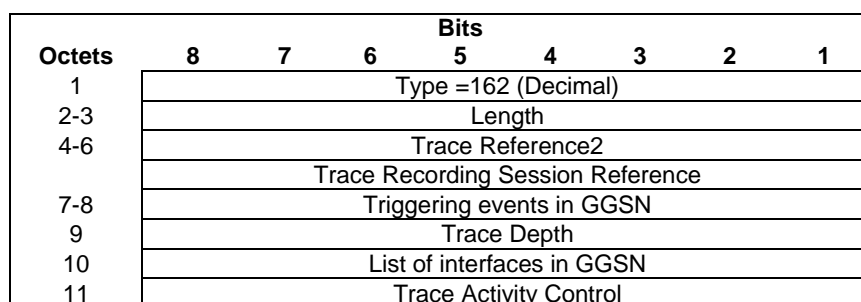 Bits
Octets 8 7 6 5 4 3 2 1
1 Type =162 (Decimal)
2-3 Length
4-6 Trace Reference2
Trace Recording Session Reference
7-8 Triggering events in GGSN
9 Trace Depth
10 List of interfaces in GGSN
11 Trace Activity Control